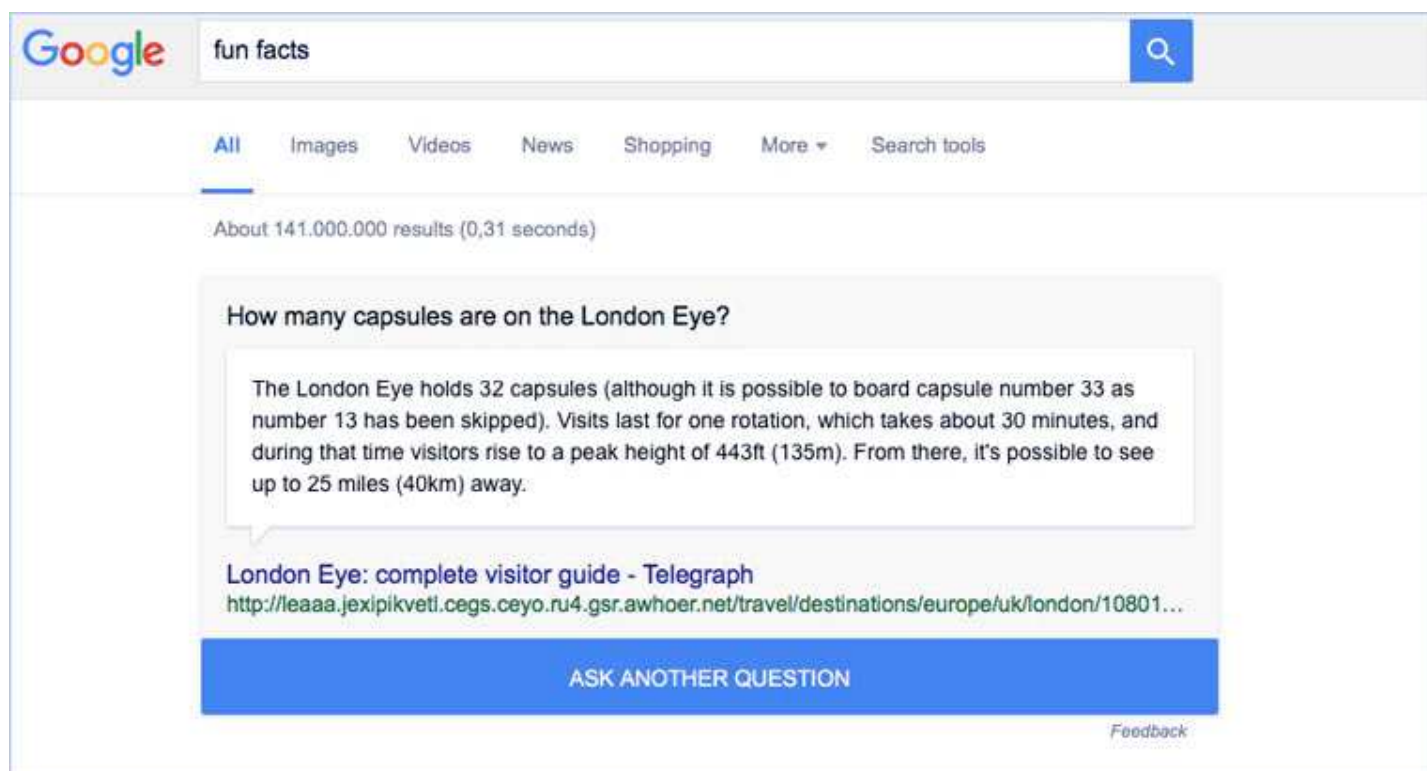 Google
fun facts
All Images Videos News Shopping More Search tools
About 141.000.000 results (0,31 seconds)
How many capsules are on the London Eye?
The London Eye holds 32 capsules (although it is possible to board capsule number 33 as
number 13 has been skipped). Visits last for one rotation, which takes about 30 minutes, and
during that time visitors rise to a peak height of 443ft (135m). From there, it's possible to see
up to 25 miles (40km) away.
London Eye: complete visitor guide - Telegraph
http://leaaa.jexipikvetl.cegs.ceyo.ru4.gsr.awhoer.net/travel/destinations/europe/uk/london/10801...
ASK ANOTHER QUESTION
Feedback